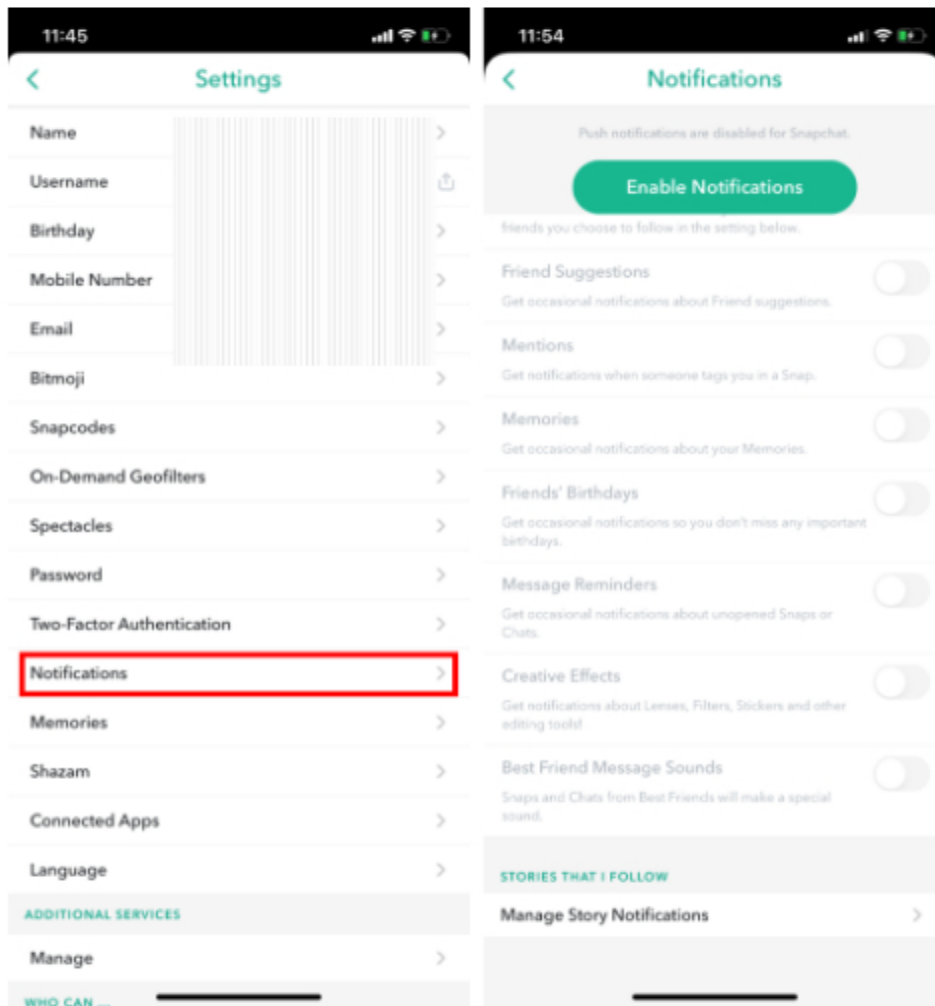 11:45
Settings
Name
Username
Birthday
Mobile Number
Email
Bitmoji
Snapcodes
On-Demand Geofilters
Spectacles
Password
Two-Factor Authentication
Notifications
Memories
Shazam
Connected Apps
Language
ADDITIONAL SERVICES
Manage
WHO CAN ...
11:54
Notifications
Push notifications are disabled for Snapchat.
Enable Notifications
friends you choose to follow in the setting below.
Friend Suggestions
Get occasional notifications about Friend suggestions.
Mentions
Get notifications when someone tags you in a Snap.
Memories
Get occasional notifications about your Memories.
Friends' Birthdays
Get occasional notifications so you don't miss any important
birthdays.
Message Reminders
Get occasional notifications about unopened Snaps or
Chats.
Creative Effects
Get notifications about Lenses, Filters, Stickers and other
editing tools!
Best Friend Message Sounds
Snaps and Chats from Best Friends will make a special
sound.
STORIES THAT I FOLLOW
Manage Story Notifications